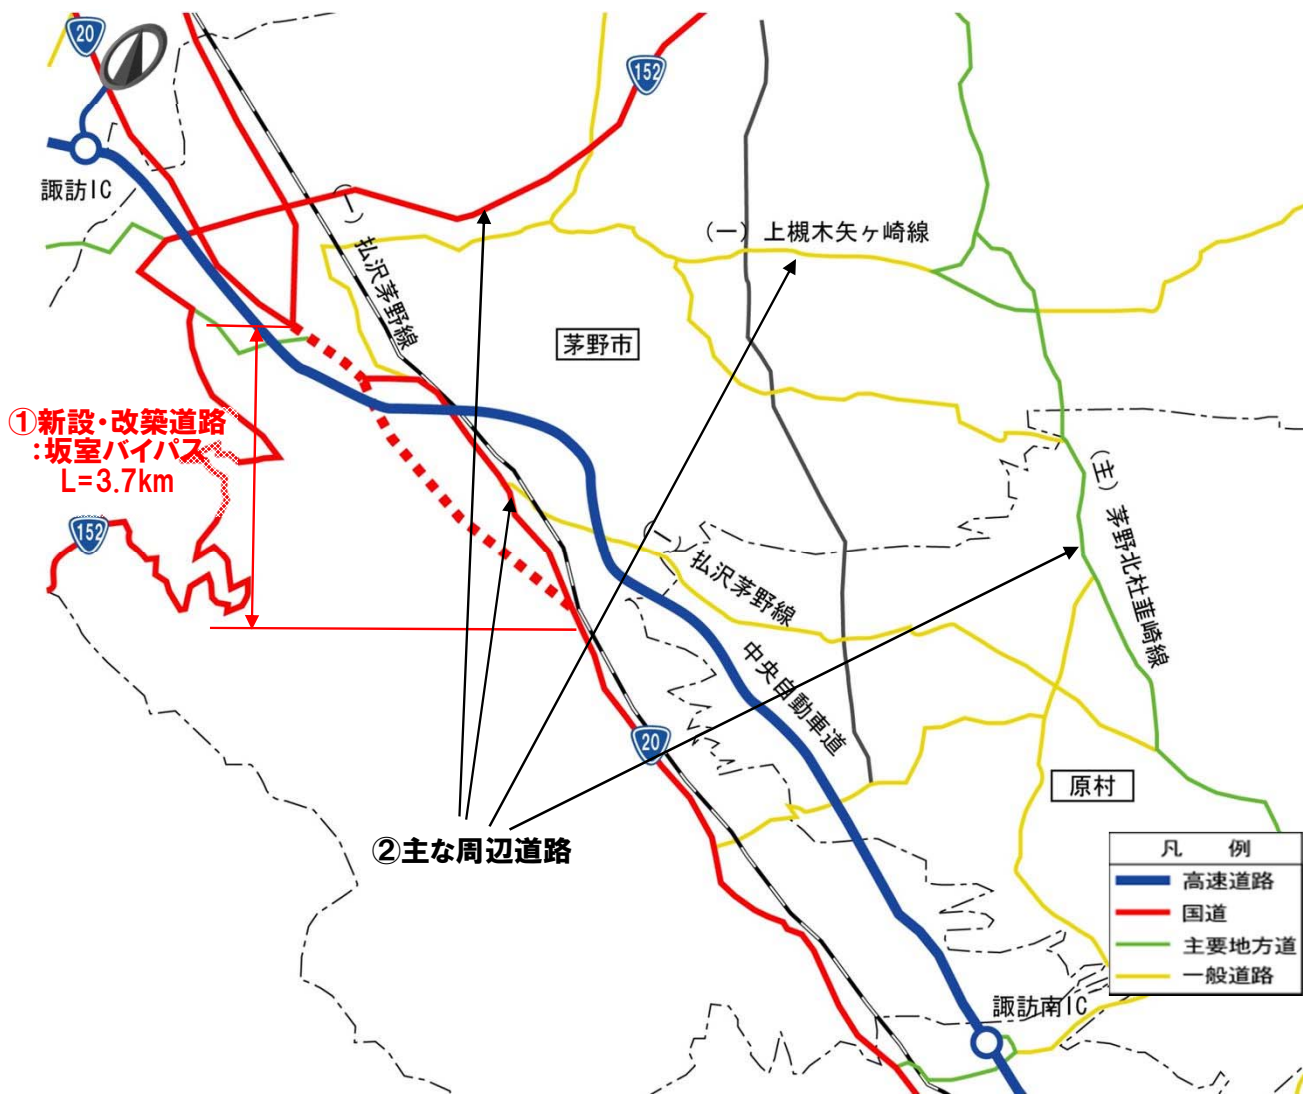 20
152
諏訪IC
(一) 払沢茅野線
(一) 上槻木矢ヶ崎線
茅野市
①新設・改築道路
:坂室バイパス
L=3.7km
152
(主) 茅野北杜韮崎線
(一) 払沢茅野線
中央自動車道
20
②主な周辺道路
原村
凡 例
高速道路
国道
主要地方道
一般道路
諏訪南IC